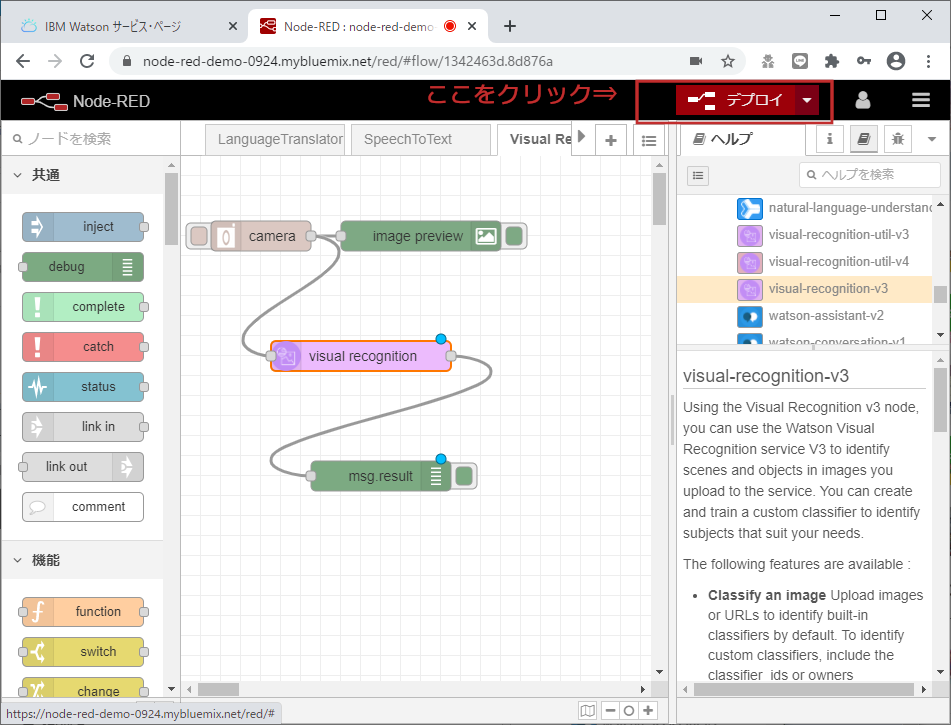 IBM Watson サービス・ページ
Node-RED : node-red-demo
node-red-demo-0924.mybluemix.net/red/#flow/1342463d.8d876a
Node-RED
ここをクリック⇒
デプロイ
ノードを検索
LanguageTranslator
SpeechToText
Visual Re
ヘルプ
共通
inject
debug
complete
catch
status
link in
link out
comment
機能
function
switch
change
camera
image preview
visual recognition
msg.result
ヘルプを検索
natural-language-understanc
visual-recognition-util-v3
visual-recognition-util-v4
visual-recognition-v3
watson-assistant-v2
watson-conversation-v1
visual-recognition-v3
Using the Visual Recognition v3 node,
you can use the Watson Visual
Recognition service V3 to identify
scenes and objects in images you
upload to the service. You can create
and train a custom classifier to identify
subjects that suit your needs.
The following features are available :
• Classify an image Upload images
or URLs to identify built-in
classifiers by default. To identify
custom classifiers, include the
classifier_ids or owners
https://node-red-demo-0924.mybluemix.net/red/#